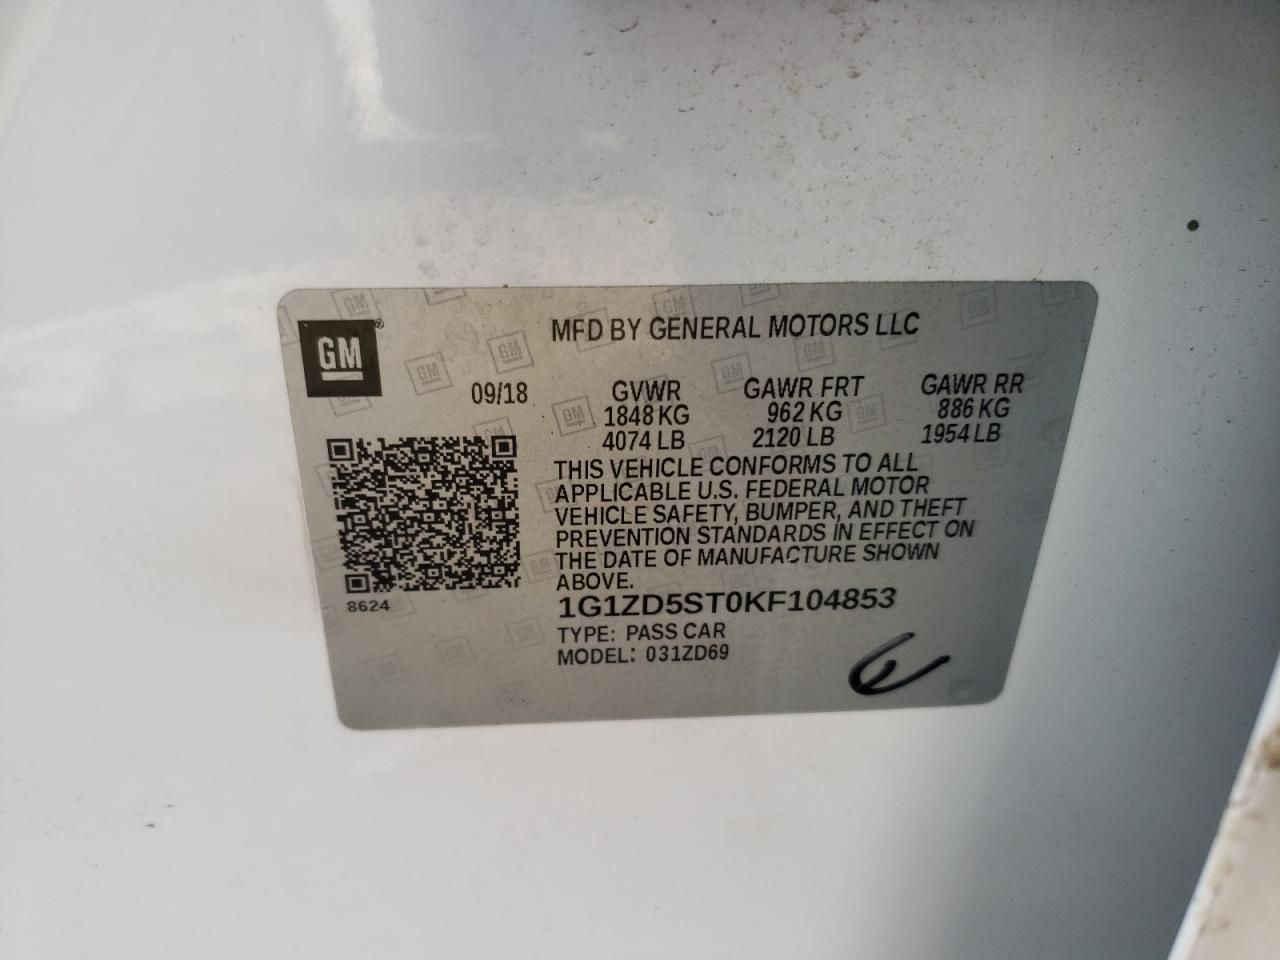 GM®
MFD BY GENERAL MOTORS LLC
09/18 GVWR GAWR FRT GAWR RR
1848 KG 962 KG 886 KG
4074 LB 2120 LB 1954 LB
THIS VEHICLE CONFORMS TO ALL
APPLICABLE U.S. FEDERAL MOTOR
VEHICLE SAFETY, BUMPER, AND THEFT
PREVENTION STANDARDS IN EFFECT ON
THE DATE OF MANUFACTURE SHOWN
ABOVE.
8624
1G1ZD5ST0KF104853
TYPE: PASS CAR
MODEL: 031ZD69